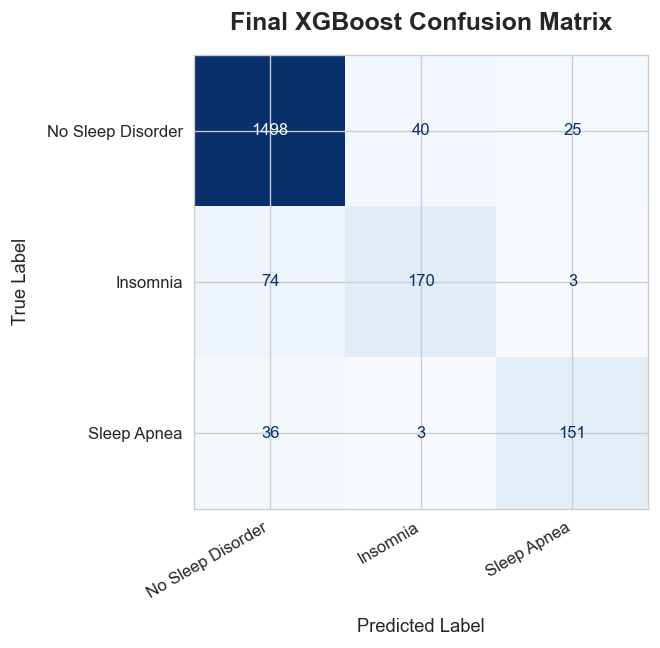 Final XGBoost Confusion Matrix
No Sleep Disorder 1498 40 25
Insomnia 74 170 3
Sleep Apnea 36 3 151
True Label
No Sleep Disorder Insomnia Sleep Apnea
Predicted Label